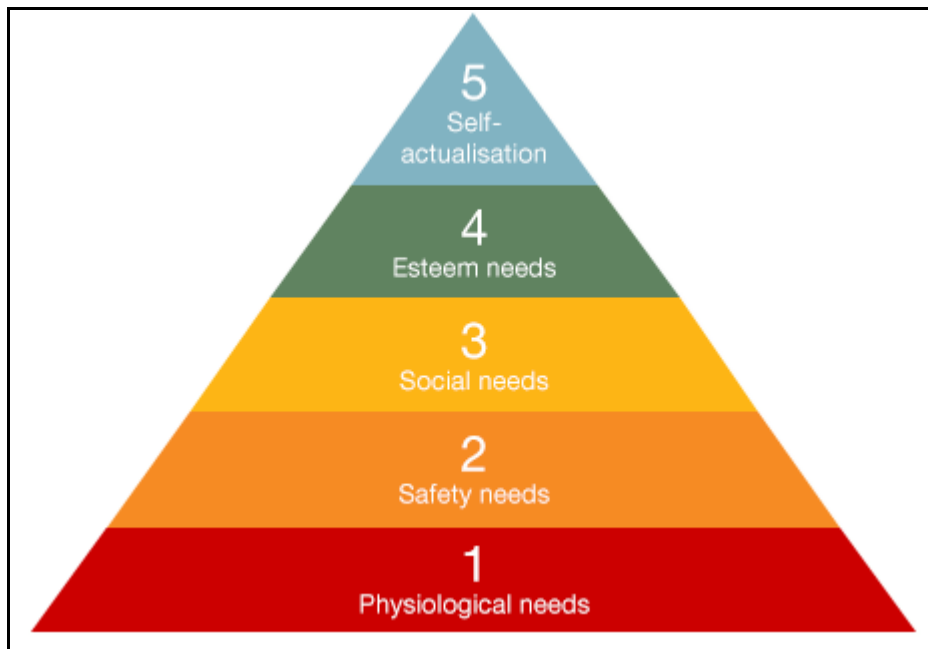 5
Self-
actualisation
4
Esteem needs
3
Social needs
2
Safety needs
1
Physiological needs